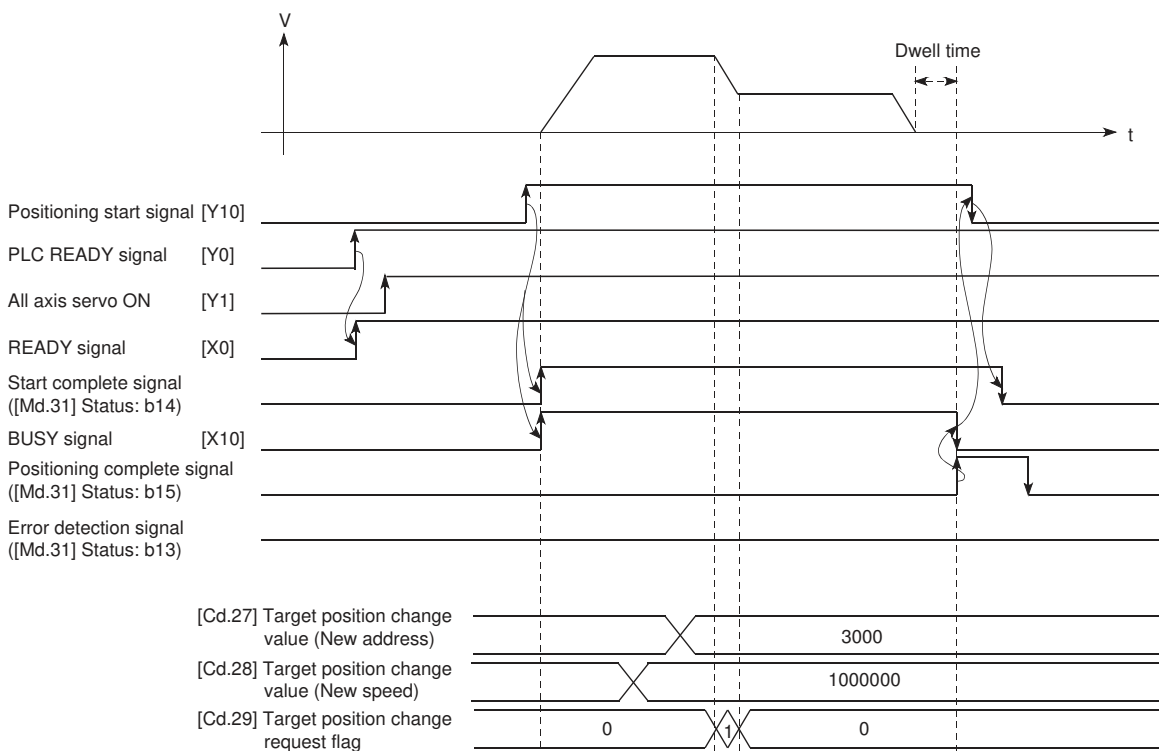 V
Dwell time
t
Positioning start signal [Y10]
PLC READY signal [Y0]
All axis servo ON [Y1]
READY signal [X0]
Start complete signal
([Md.31] Status: b14)
BUSY signal [X10]
Positioning complete signal
([Md.31] Status: b15)
Error detection signal
([Md.31] Status: b13)
[Cd.27] Target position change
value (New address)
3000
[Cd.28] Target position change
value (New speed)
1000000
[Cd.29] Target position change
request flag
0 1 0